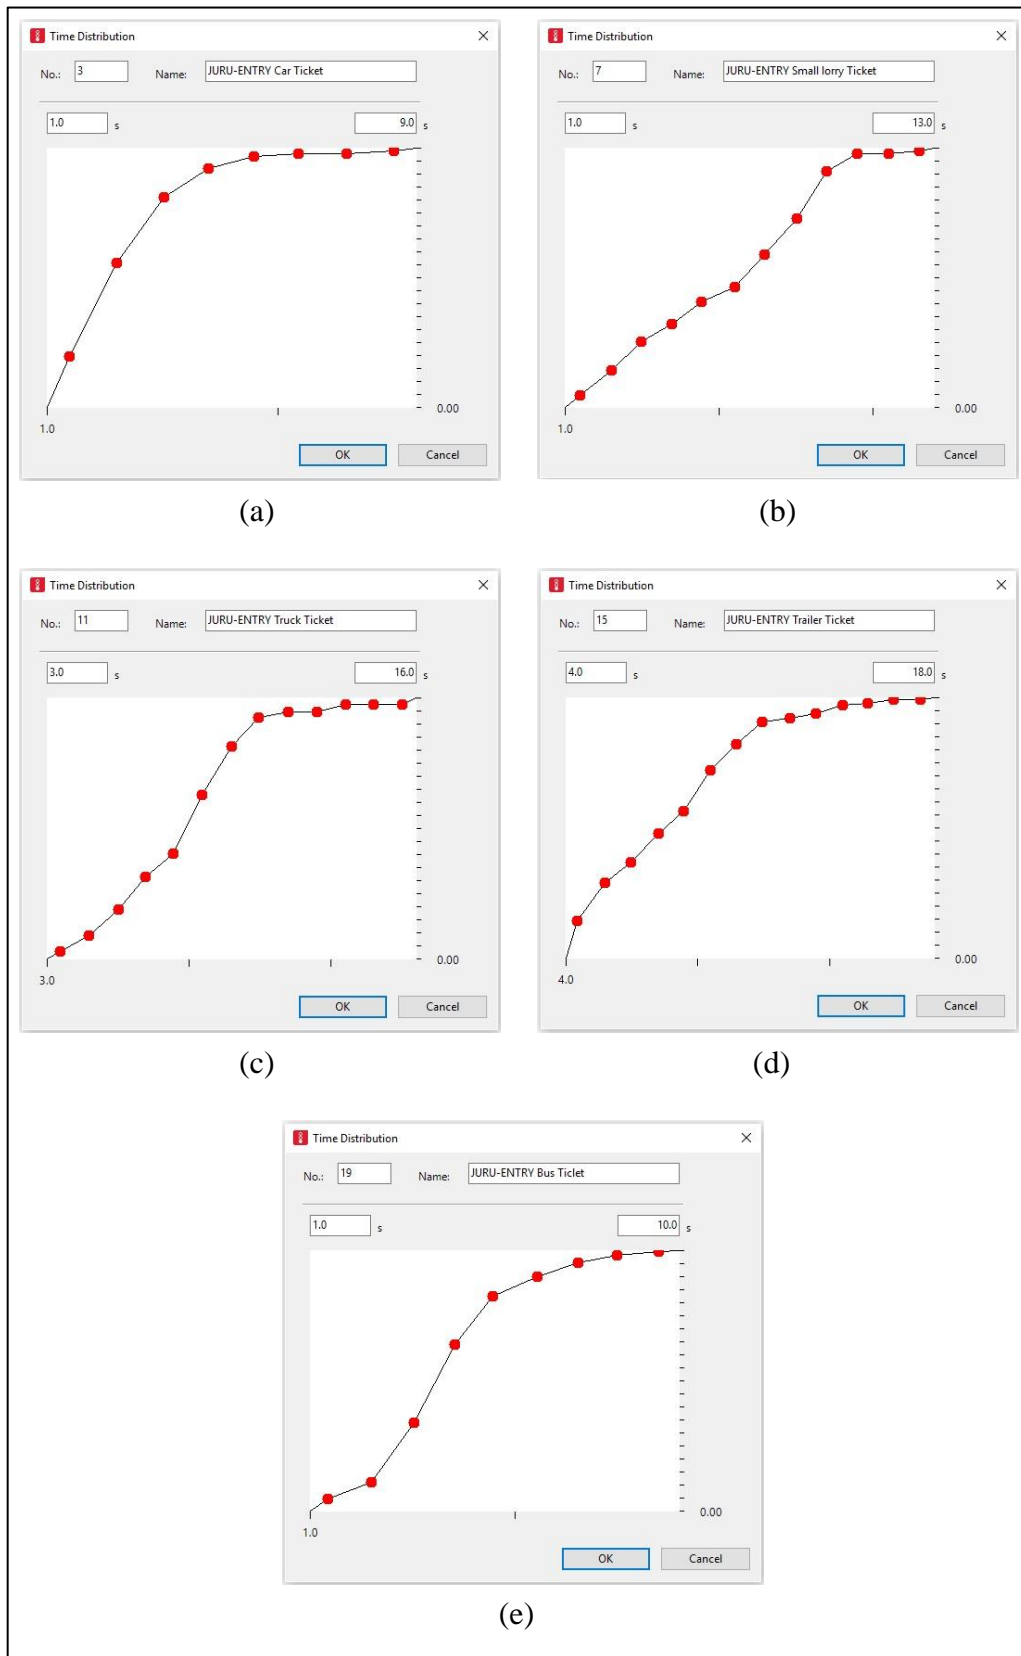 Time Distribution
No.: 3 Name: JURU-ENTRY Car Ticket
1.0 s 9.0 s
0.00
1.0
OK Cancel
(a)
Time Distribution
No.: 7 Name: JURU-ENTRY Small lorry Ticket
1.0 s 13.0 s
0.00
1.0
OK Cancel
(b)
Time Distribution
No.: 11 Name: JURU-ENTRY Truck Ticket
3.0 s 16.0 s
0.00
3.0
OK Cancel
(c)
Time Distribution
No.: 15 Name: JURU-ENTRY Trailer Ticket
4.0 s 18.0 s
0.00
4.0
OK Cancel
(d)
Time Distribution
No.: 19 Name: JURU-ENTRY Bus Ticlet
1.0 s 10.0 s
0.00
1.0
OK Cancel
(e)